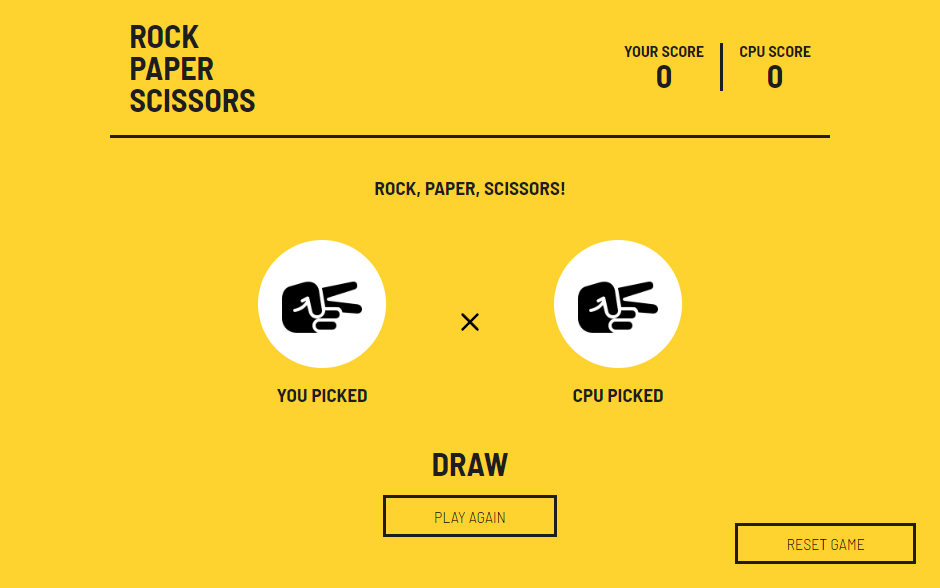 ROCK
PAPER
SCISSORS
YOUR SCORE
0
CPU SCORE
0
ROCK, PAPER, SCISSORS!
YOU PICKED
CPU PICKED
DRAW
PLAY AGAIN
RESET GAME